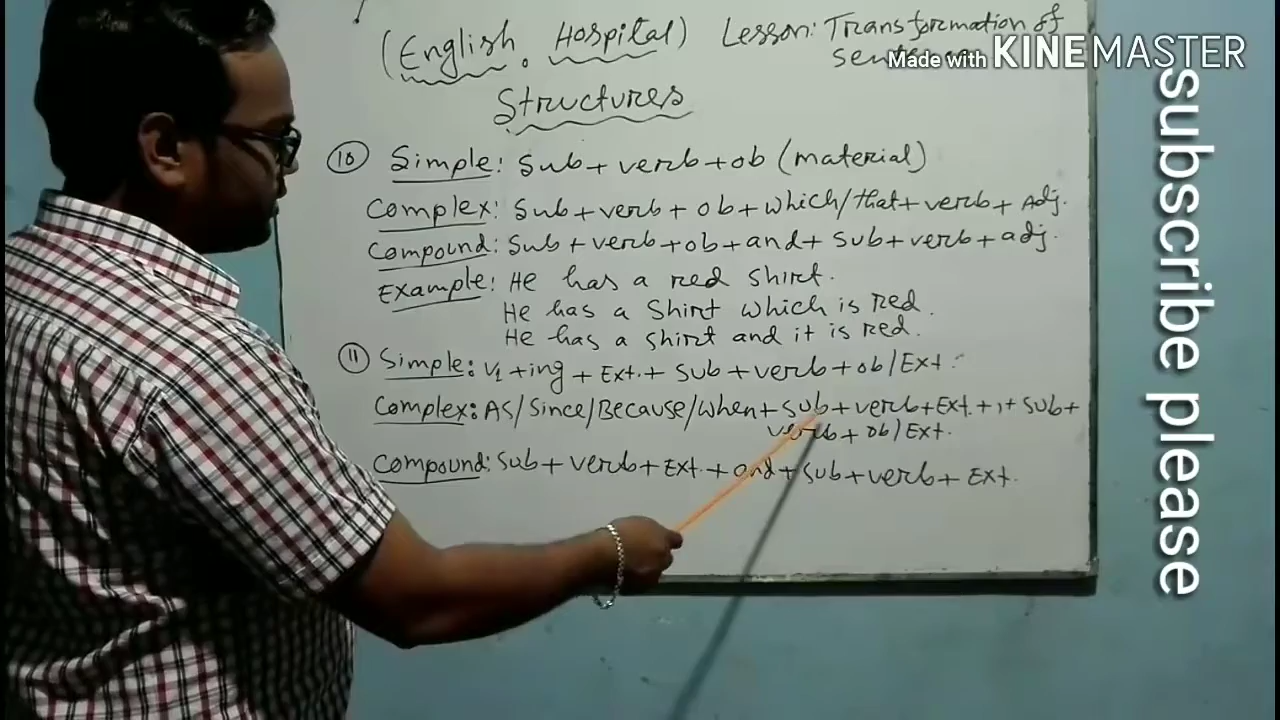 (English Hospital) Lesson: Transformation of
Made with KINEMASTER
Structures
10 Simple: Sub + verb + ob (material)
Complex: Sub + verb + ob + which/that + verb + Adj.
Compound: Sub + verb + ob + and + sub + verb + adj.
Example: He has a red shirt.
He has a shirt which is red.
He has a shirt and it is red.
11 Simple: V1 + ing + Ext. + sub + verb + ob/Ext.
Complex: As/Since/Because/when + sub + verb + Ext. + sub +
verb + ob/Ext.
Compound: Sub + verb + Ext. + and + sub + verb + Ext.
subscribe please